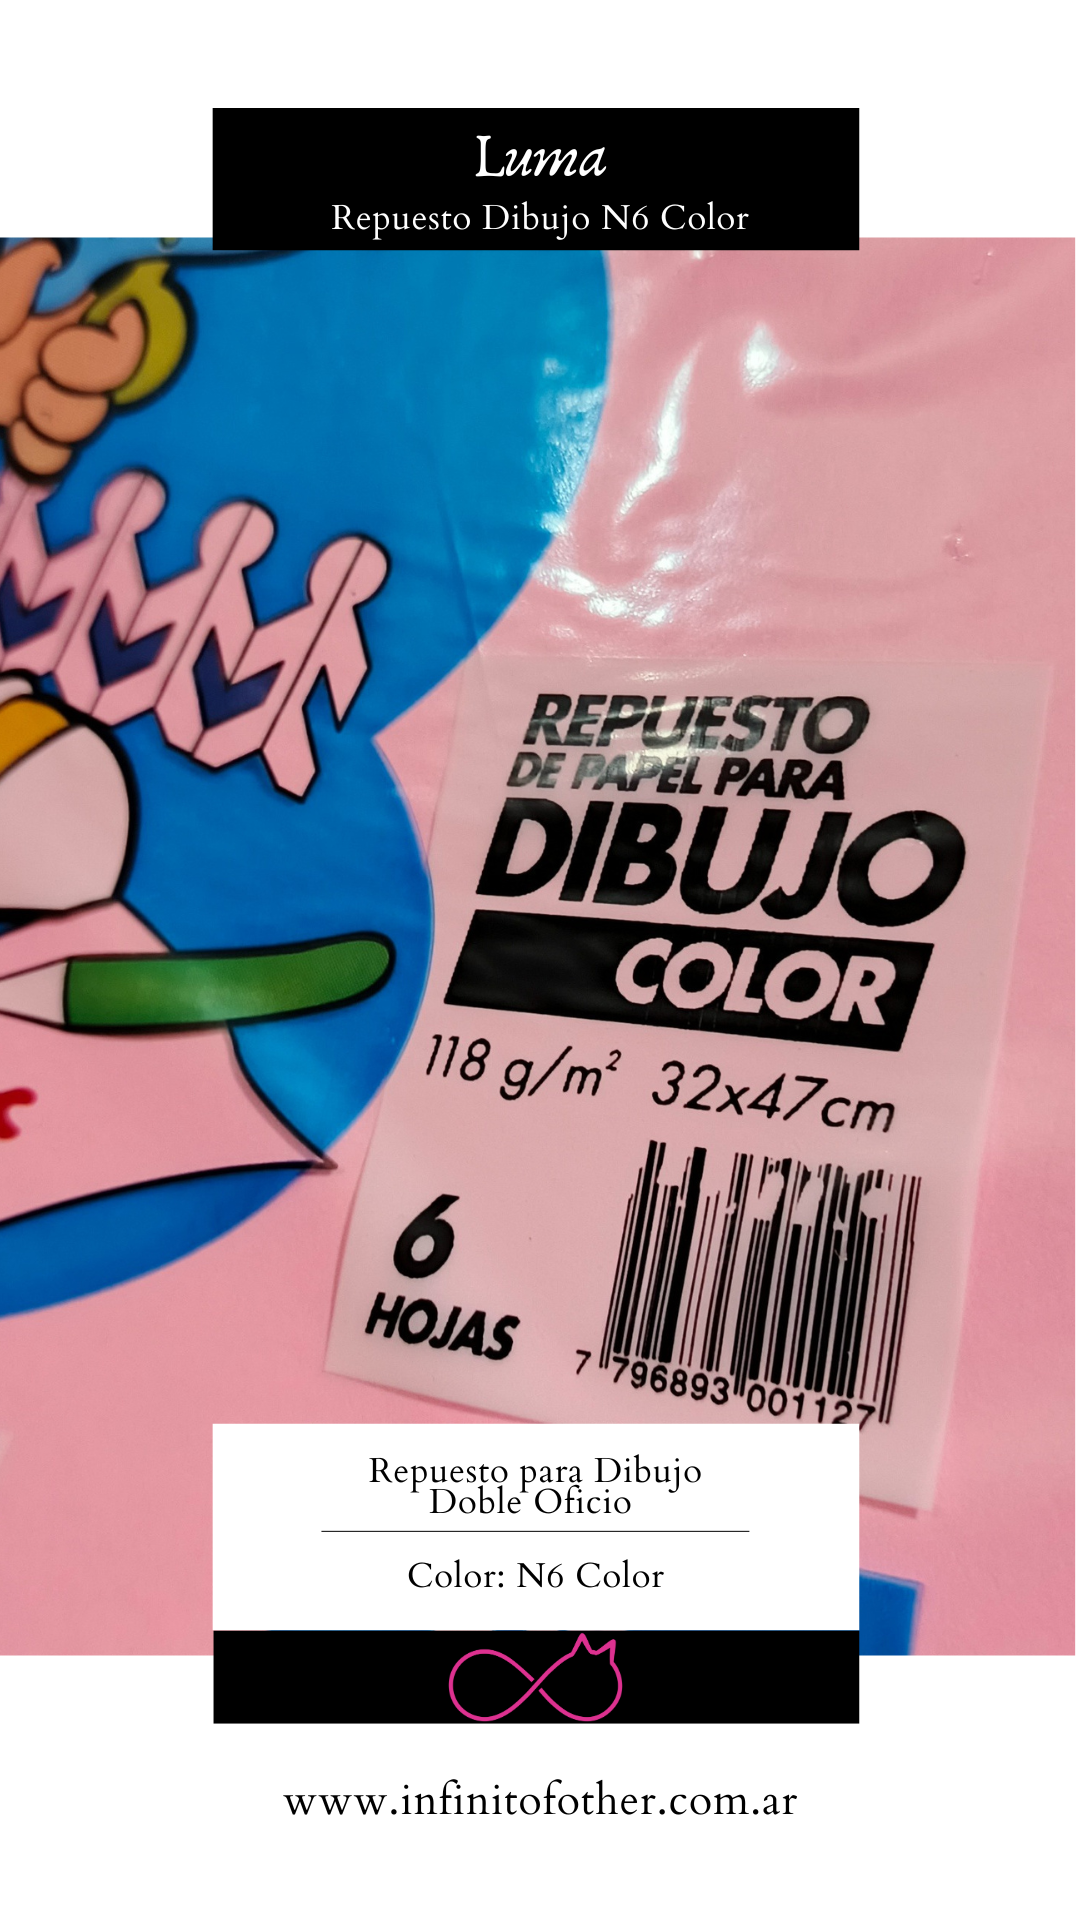 Luma
Repuesto Dibujo N6 Color
REPUESTO
DE PAPEL PARA
DIBUJO
COLOR
118 g/m² 32x47cm
6
HOJAS
7 796893 001127
Repuesto para Dibujo
Doble Oficio
Color: N6 Color
www.infinitofother.com.ar